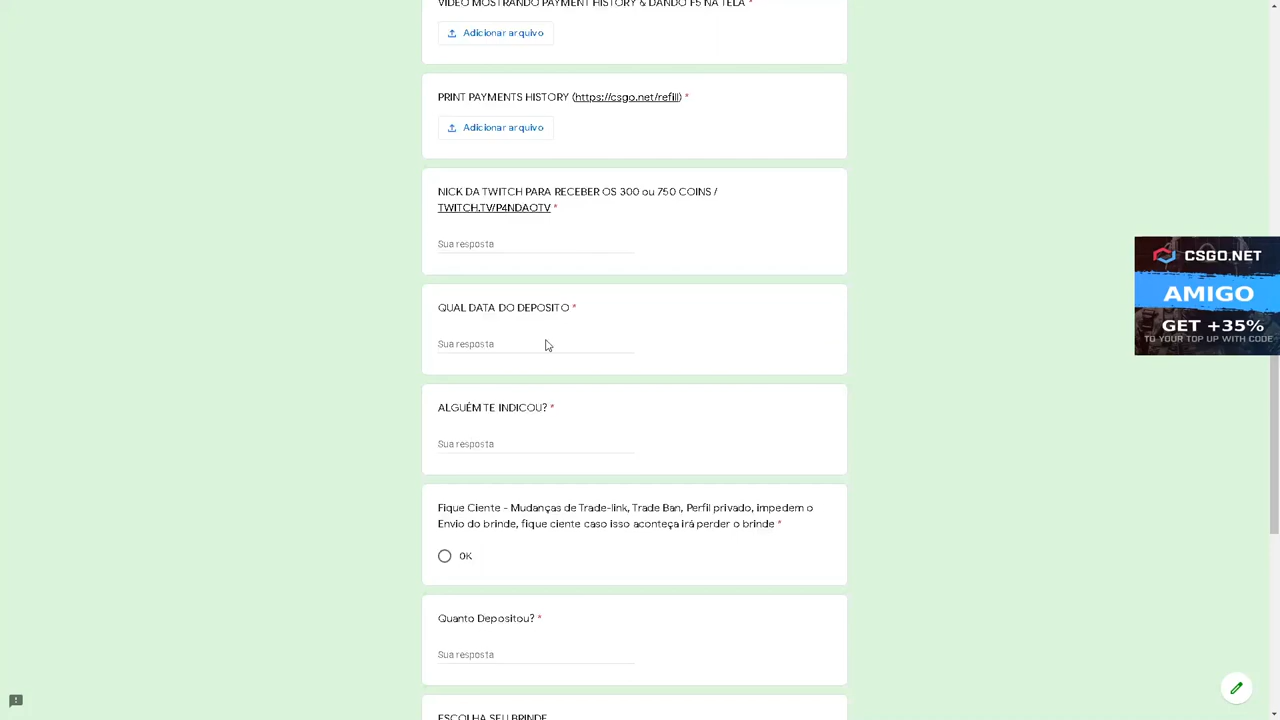 VIDEO MOSTRANDO PAYMENT HISTORY & DANDO F5 NA TELA *
Adicionar arquivo
PRINT PAYMENTS HISTORY (https://csgo.net/refill) *
Adicionar arquivo
NICK DA TWITCH PARA RECEBER OS 300 ou 750 COINS /
TWITCH.TV/P4NDAOTV *
Sua resposta
QUAL DATA DO DEPOSITO *
Sua resposta
ALGUÉM TE INDICOU? *
Sua resposta
Fique Ciente - Mudanças de Trade-link, Trade Ban, Perfil privado, impedem o
Envio do brinde, fique ciente caso isso aconteça irá perder o brinde *
OK
Quanto Depositou? *
Sua resposta
ESCOLHA SEU BRINDE
CSGO.NET
AMIGO
GET +35%
TO YOUR TOP UP WITH CODE